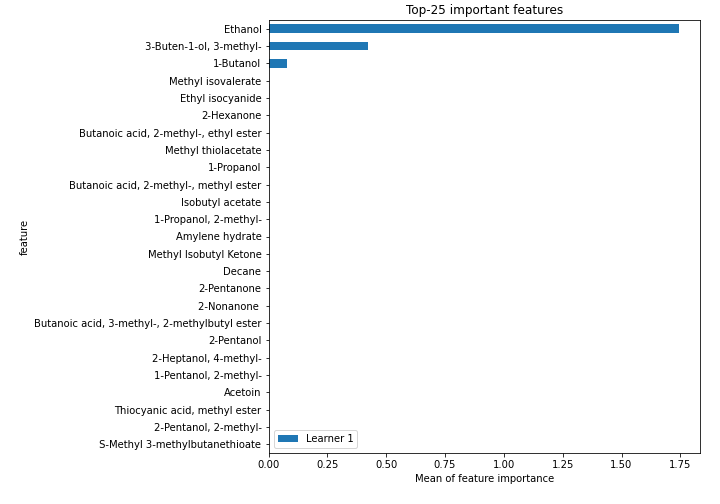 Top-25 important features
Ethanol
3-Buten-1-ol, 3-methyl-
1-Butanol
Methyl isovalerate
Ethyl isocyanide
2-Hexanone
Butanoic acid, 2-methyl-, ethyl ester
Methyl thiolacetate
1-Propanol
Butanoic acid, 2-methyl-, methyl ester
Isobutyl acetate
1-Propanol, 2-methyl-
Amylene hydrate
Methyl Isobutyl Ketone
Decane
2-Pentanone
2-Nonanone
Butanoic acid, 3-methyl-, 2-methylbutyl ester
2-Pentanol
2-Heptanol, 4-methyl-
1-Pentanol, 2-methyl-
Acetoin
Thiocyanic acid, methyl ester
2-Pentanol, 2-methyl-
S-Methyl 3-methylbutanethioate
feature
Learner 1
0.00 0.25 0.50 0.75 1.00 1.25 1.50 1.75
Mean of feature importance